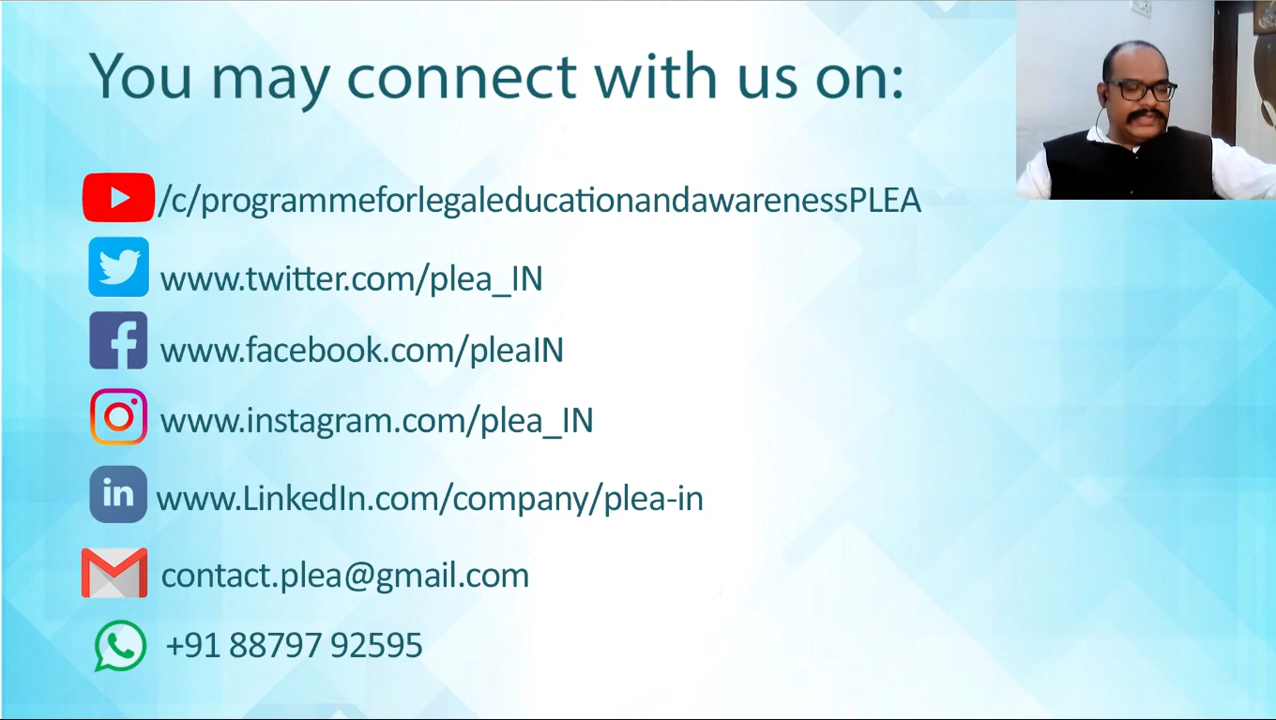 You may connect with us on:
/c/programmeforlegaleducationandawarenessPLEA
www.twitter.com/plea_IN
www.facebook.com/pleaIN
www.instagram.com/plea_IN
in www.LinkedIn.com/company/plea-in
contact.plea@gmail.com
+91 88797 92595